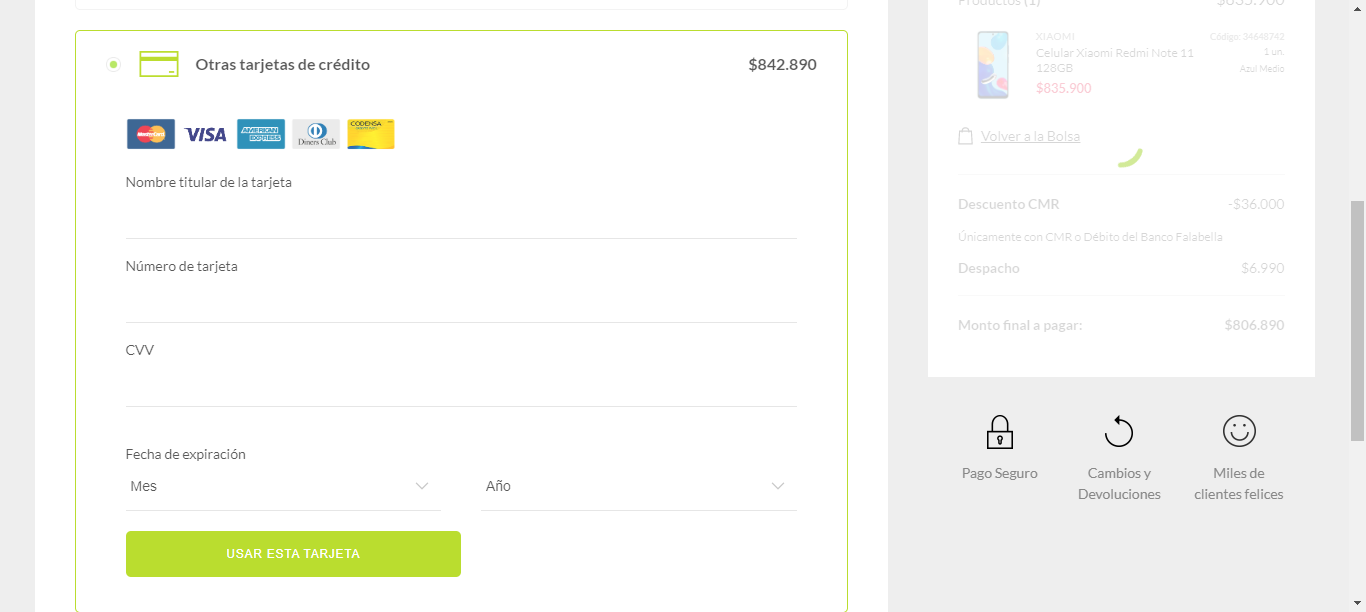 Otras tarjetas de crédito
$842.890
MasterCard
VISA
AMERICAN EXPRESS
Diners Club
CODENSA
Nombre titular de la tarjeta
Número de tarjeta
CVV
Fecha de expiración
Mes
Año
USAR ESTA TARJETA
Productos (1)
$835.900
XIAOMI
Código: 34648742
Celular Xiaomi Redmi Note 11
128GB
1 un.
Azul Medio
$835.900
Volver a la Bolsa
Descuento CMR
-$36.000
Únicamente con CMR o Débito del Banco Falabella
Despacho
$6.990
Monto final a pagar:
$806.890
Pago Seguro
Cambios y
Devoluciones
Miles de
clientes felices